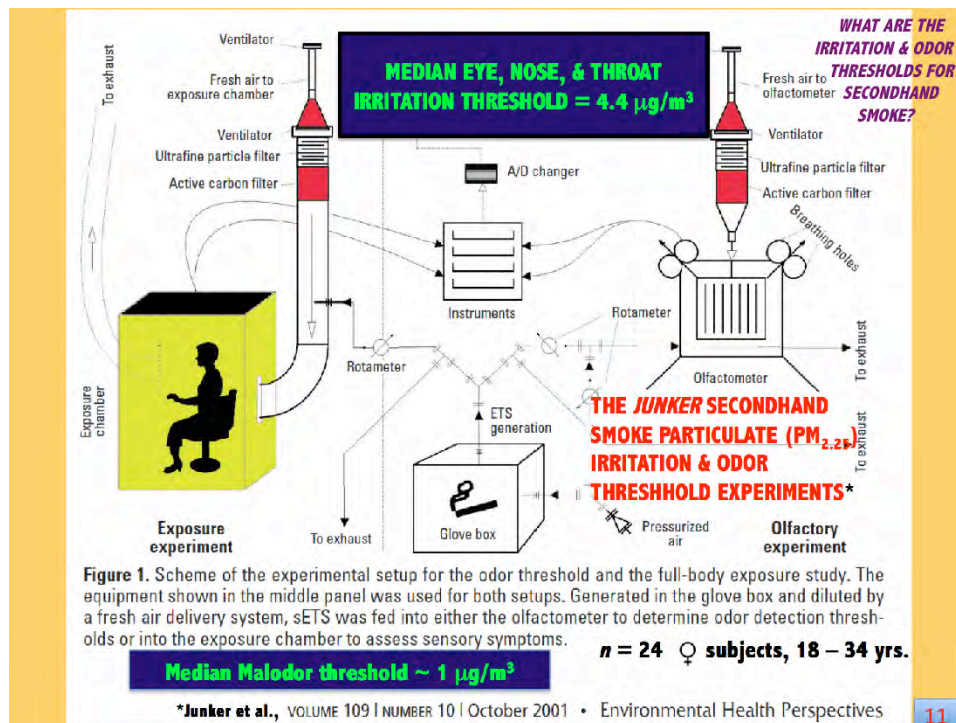 WHAT ARE THE
IRRITATION & ODOR
THRESHOLDS FOR
SECONDHAND
SMOKE?
MEDIAN EYE, NOSE, & THROAT
IRRITATION THRESHOLD = 4.4 µg/m³
To exhaust
Ventilator
Fresh air to
exposure chamber
Ventilator
Ultrafine particle filter
Active carbon filter
A/D changer
Instruments
Fresh air to
olfactometer
Ventilator
Ultrafine particle filter
Active carbon filter
Breathing holes
Rotameter
Rotameter
Olfactometer
To exhaust
Exposure
chamber
ETS
generation
THE JUNKER SECONDHAND
SMOKE PARTICULATE (PM2.25)
IRRITATION & ODOR
THRESHHOLD EXPERIMENTS*
To exhaust
Exposure
experiment
To exhaust
Glove box
Pressurized
air
Olfactory
experiment
Figure 1. Scheme of the experimental setup for the odor threshold and the full-body exposure study. The
equipment shown in the middle panel was used for both setups. Generated in the glove box and diluted by
a fresh air delivery system, sETS was fed into either the olfactometer to determine odor detection thresh-
olds or into the exposure chamber to assess sensory symptoms.
n = 24 ♀ subjects, 18 – 34 yrs.
Median Malodor threshold ~ 1 µg/m³
*Junker et al., VOLUME 109 | NUMBER 10 | October 2001 • Environmental Health Perspectives
11